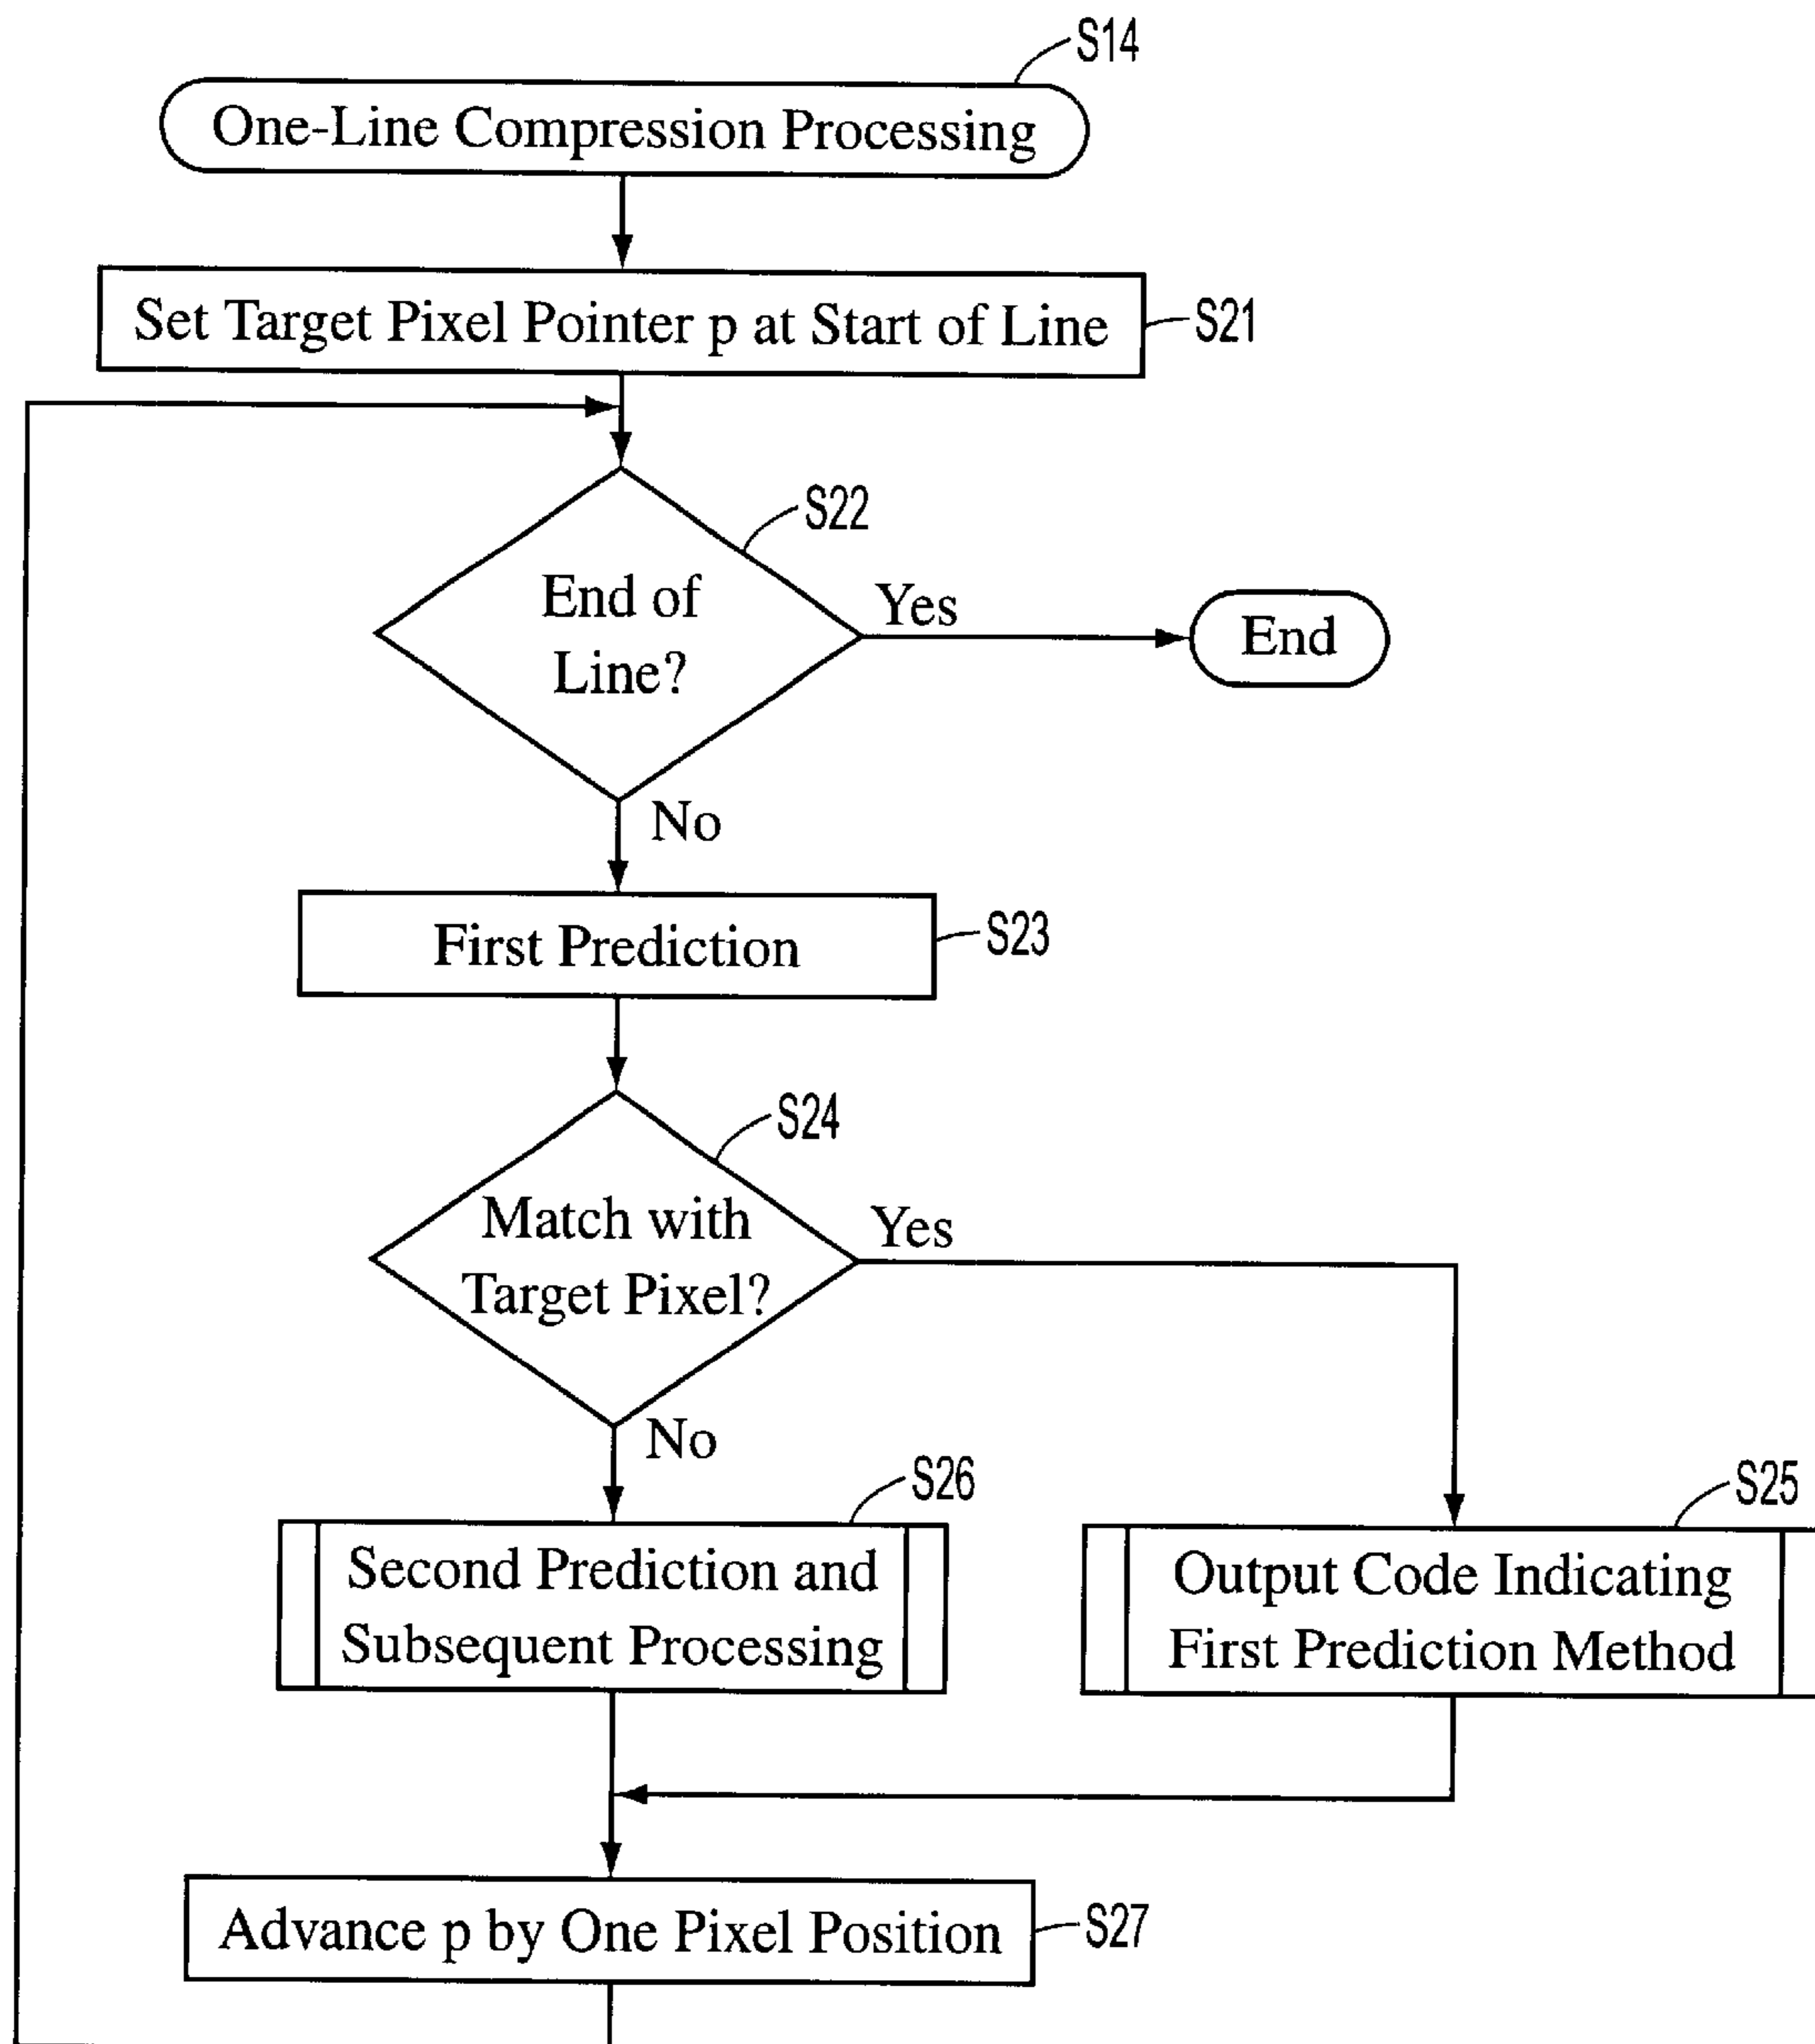 S14
One-Line Compression Processing
Set Target Pixel Pointer p at Start of Line
S21
S22
End of
Line?
Yes
End
No
First Prediction
S23
S24
Match with
Target Pixel?
Yes
No
S26
S25
Second Prediction and
Subsequent Processing
Output Code Indicating
First Prediction Method
Advance p by One Pixel Position
S27